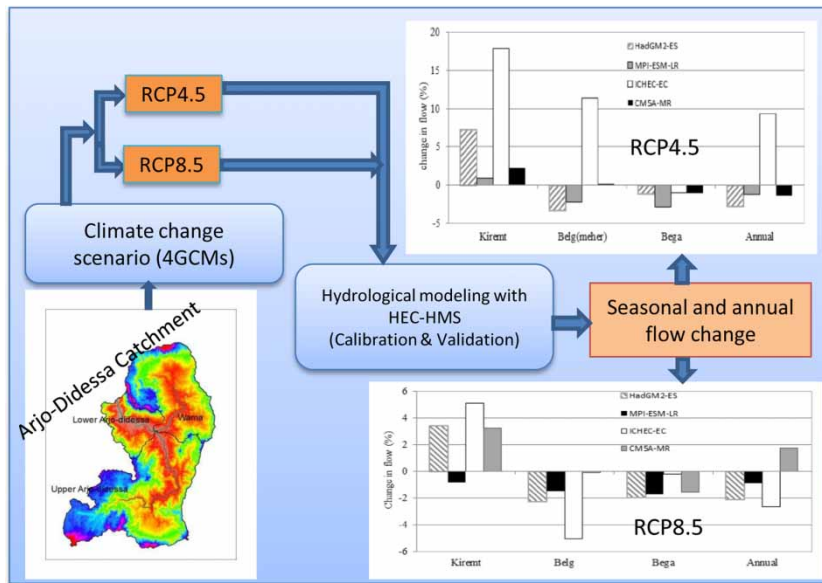 RCP4.5
RCP8.5
Climate change
scenario (4GCMs)
Arjo-Didessa Catchment
Lower Arjo-didessa
Wama
Upper Arjo-didessa
Hydrological modeling with
HEC-HMS
(Calibration & Validation)
Seasonal and annual
flow change
change in flow (%)
20
15
10
5
0
-5
HadGM2-ES
MPI-ESM-LR
ICHEC-EC
CM5A-MR
RCP4.5
Kiremt Belg(meher) Bega Annual
Change in flow (%)
6
4
2
0
-2
-4
-6
HadGM2-ES
MPI-ESM-LR
ICHEC-EC
CM5A-MR
RCP8.5
Kiremt Belg Bega Annual